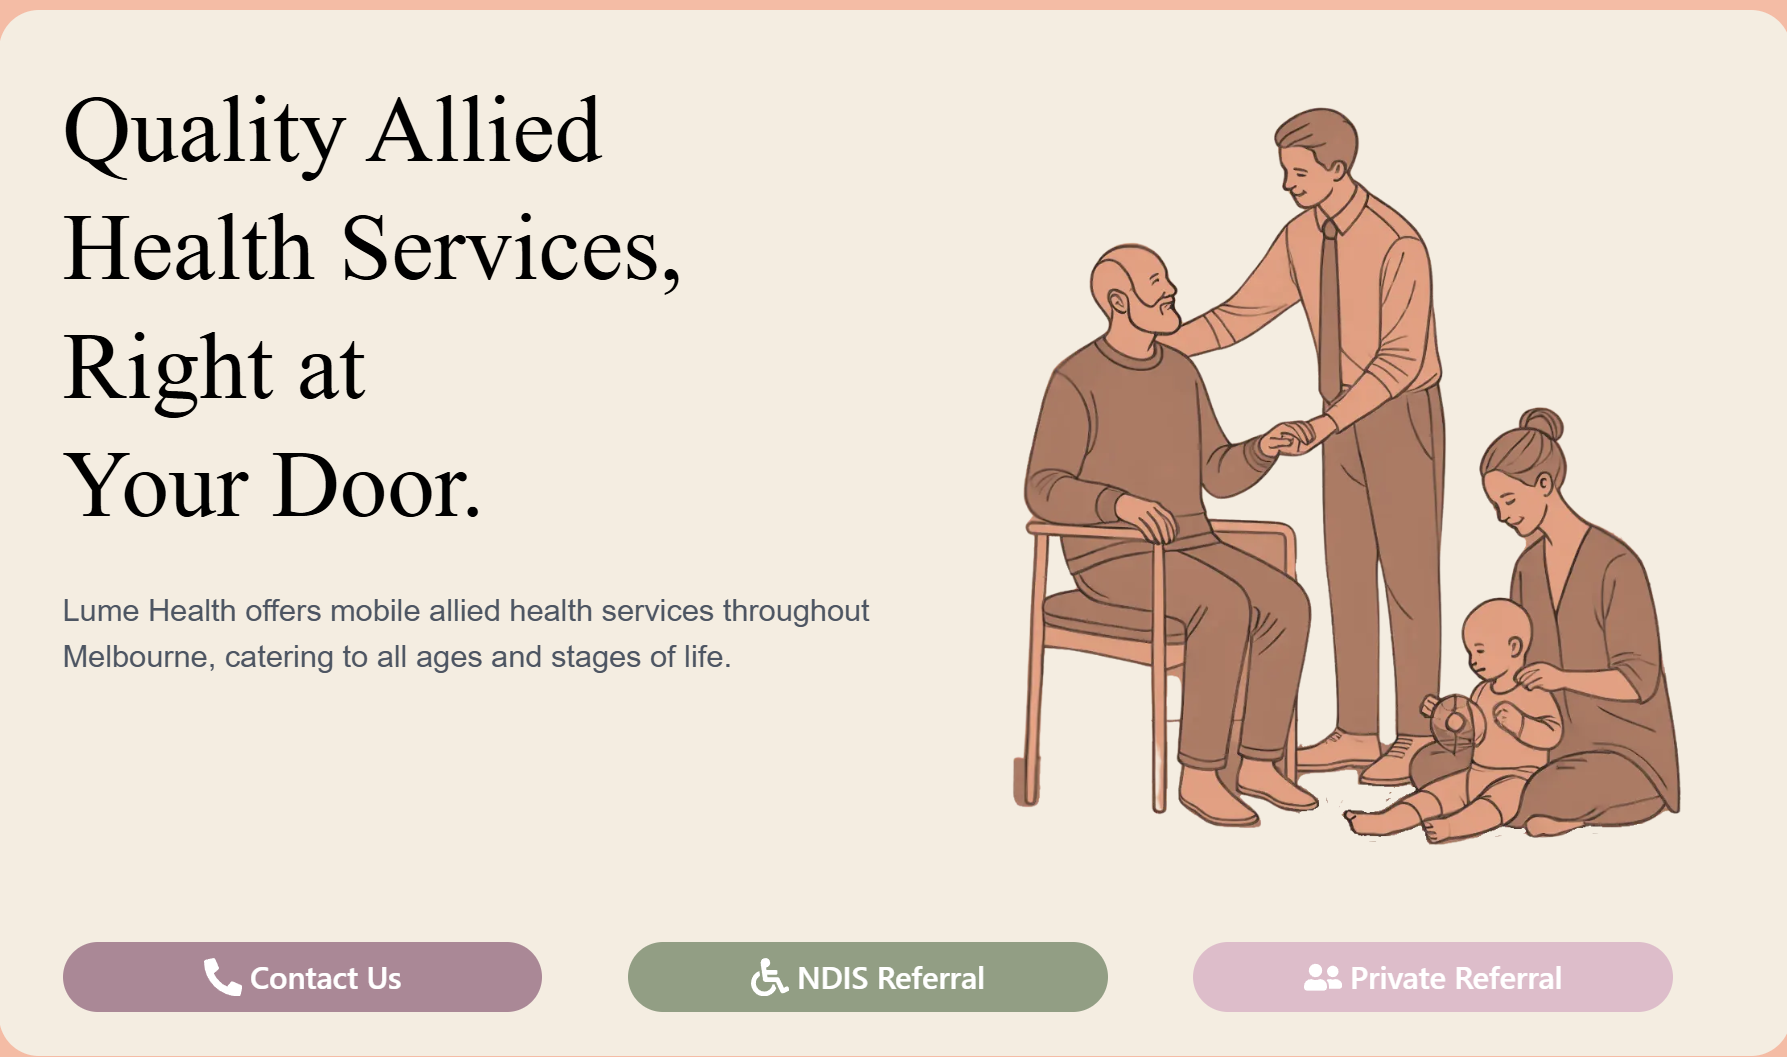 Quality Allied
Health Services,
Right at
Your Door.
Lume Health offers mobile allied health services throughout
Melbourne, catering to all ages and stages of life.
Contact Us
NDIS Referral
Private Referral